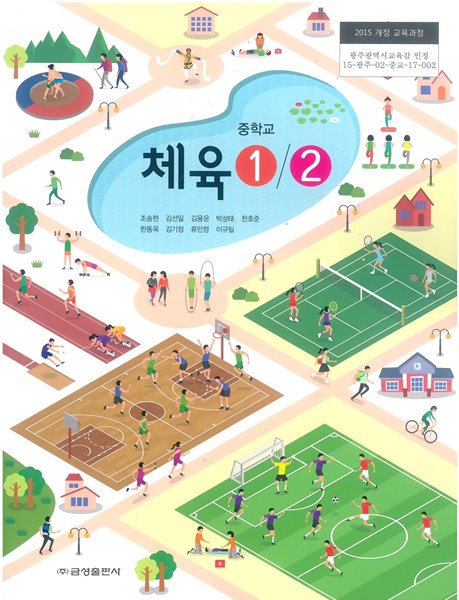 2015 개정 교육과정
광주광역시교육감 인정
15-광주-02-중교-17-002
중학교
체육 1/2
조송현 김선일 김용운 박성태 천호준
한동욱 김기정 류민정 이규일
(주)금성출판사